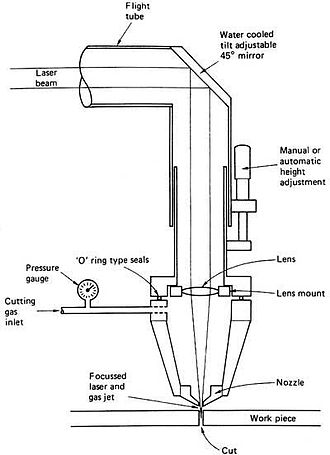 Flight
tube
Water cooled
tilt adjustable
45° mirror
Laser
beam
Manual or
automatic
height
adjustment
Pressure
gauge
'O' ring type seals
Lens
Cutting
gas
inlet
Lens mount
Focussed
laser and
gas jet
Nozzle
Work piece
Cut